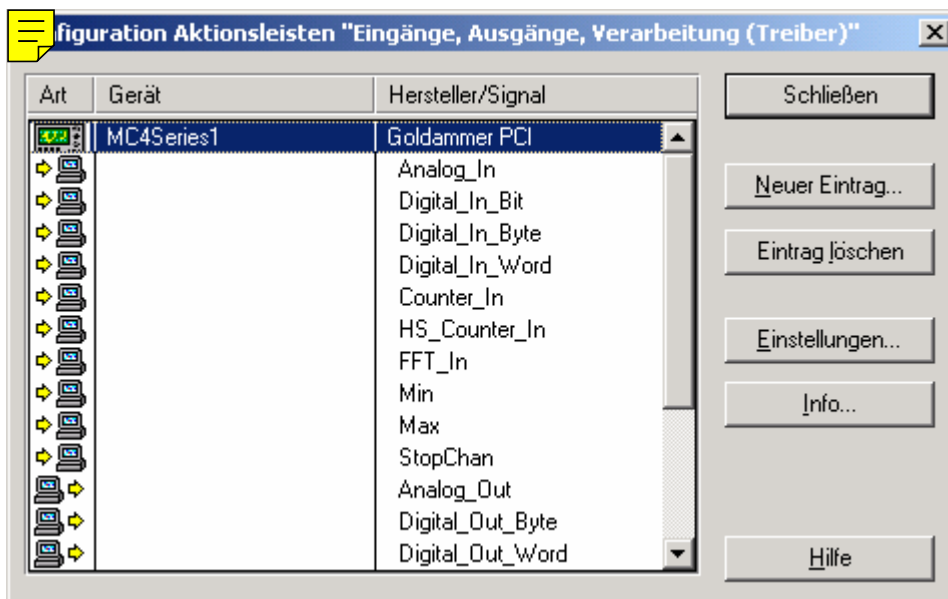 figuration Aktionsleisten "Eingänge, Ausgänge, Verarbeitung (Treiber)"
Art Gerät Hersteller/Signal
MC4Series1 Goldammer PCI
Analog_In
Digital_In_Bit
Digital_In_Byte
Digital_In_Word
Counter_In
HS_Counter_In
FFT_In
Min
Max
StopChan
Analog_Out
Digital_Out_Byte
Digital_Out_Word
Schließen
Neuer Eintrag...
Eintrag löschen
Einstellungen...
Info...
Hilfe